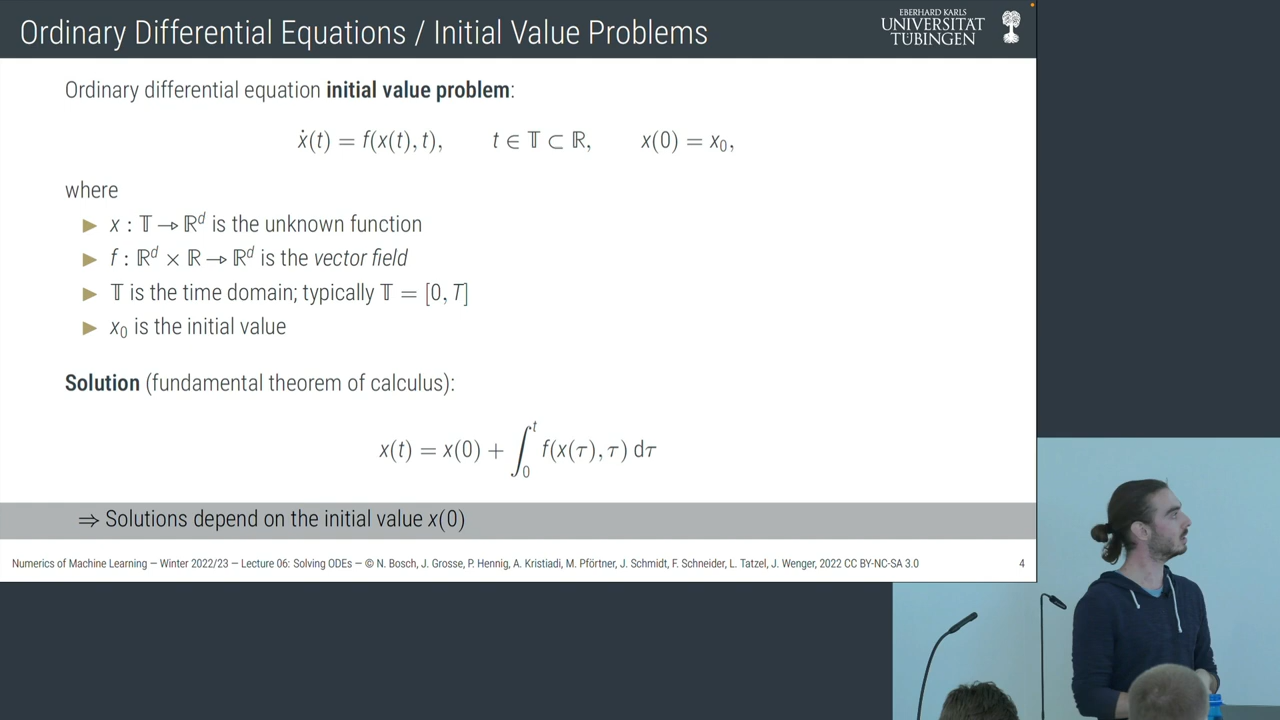 Ordinary Differential Equations / Initial Value Problems
EBERHARD KARLS
UNIVERSITÄT
TÜBINGEN
Ordinary differential equation initial value problem:
ẋ(t) = f(x(t), t),   t ∈ 𝕋 ⊂ ℝ,   x(0) = x₀,
where
▶ x : 𝕋 → ℝᵈ is the unknown function
▶ f : ℝᵈ × ℝ → ℝᵈ is the vector field
▶ 𝕋 is the time domain; typically 𝕋 = [0, T]
▶ x₀ is the initial value
Solution (fundamental theorem of calculus):
x(t) = x(0) + ∫₀ᵗ f(x(τ), τ) dτ
⇒ Solutions depend on the initial value x(0)
Numerics of Machine Learning — Winter 2022/23 — Lecture 06: Solving ODEs — © N. Bosch, J. Grosse, P. Hennig, A. Kristiadi, M. Pförtner, J. Schmidt, F. Schneider, L. Tatzel, J. Wenger, 2022 CC BY-NC-SA 3.0 4